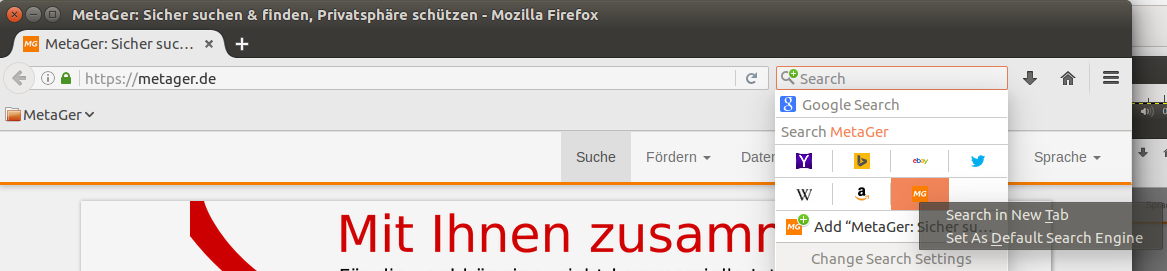 MetaGer: Sicher suchen & finden, Privatsphäre schützen - Mozilla Firefox
MetaGer: Sicher suc…
https://metager.de
Search
MetaGer
Google Search
Search MetaGer
Suche
Fördern
Daten
Sprache
Search in New Tab
Add “MetaGer: Sicher su…
Set As Default Search Engine
Mit Ihnen zusamm
Change Search Settings